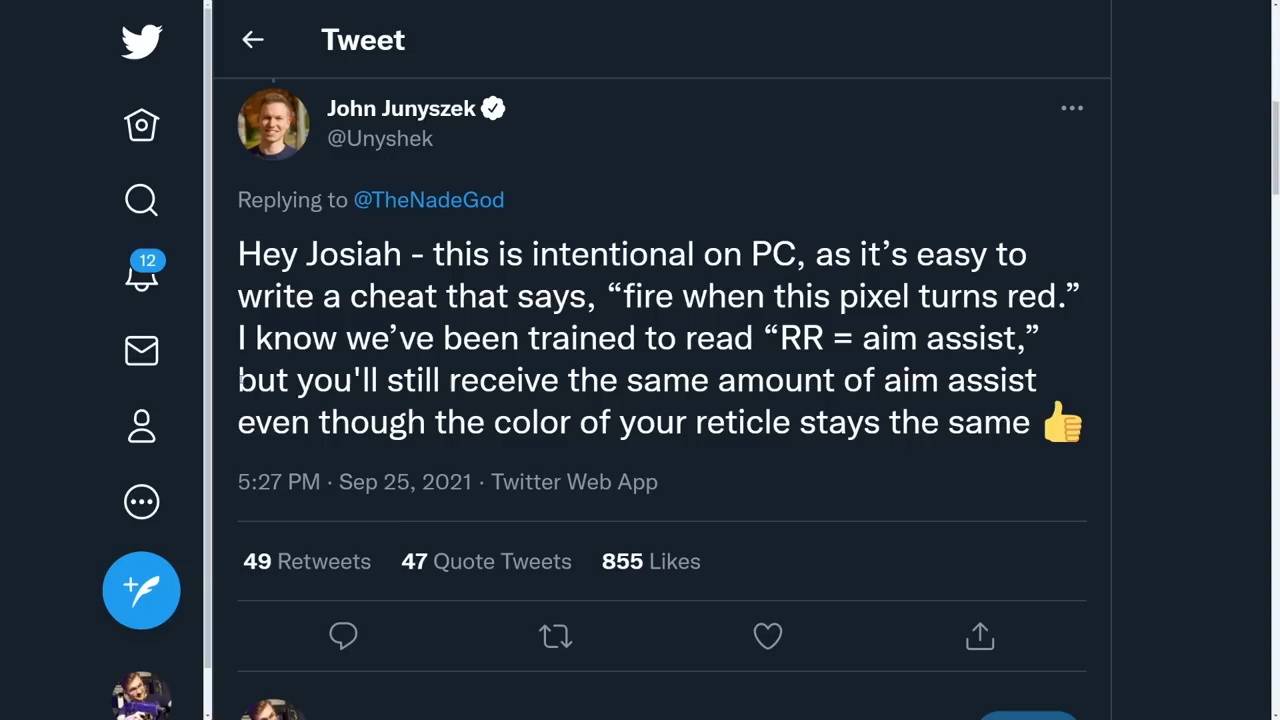 Tweet
John Junyszek
@Unyshek
Replying to @TheNadeGod
Hey Josiah - this is intentional on PC, as it’s easy to
write a cheat that says, “fire when this pixel turns red.”
I know we’ve been trained to read “RR = aim assist,”
but you'll still receive the same amount of aim assist
even though the color of your reticle stays the same 👍
12
5:27 PM · Sep 25, 2021 · Twitter Web App
49 Retweets 47 Quote Tweets 855 Likes